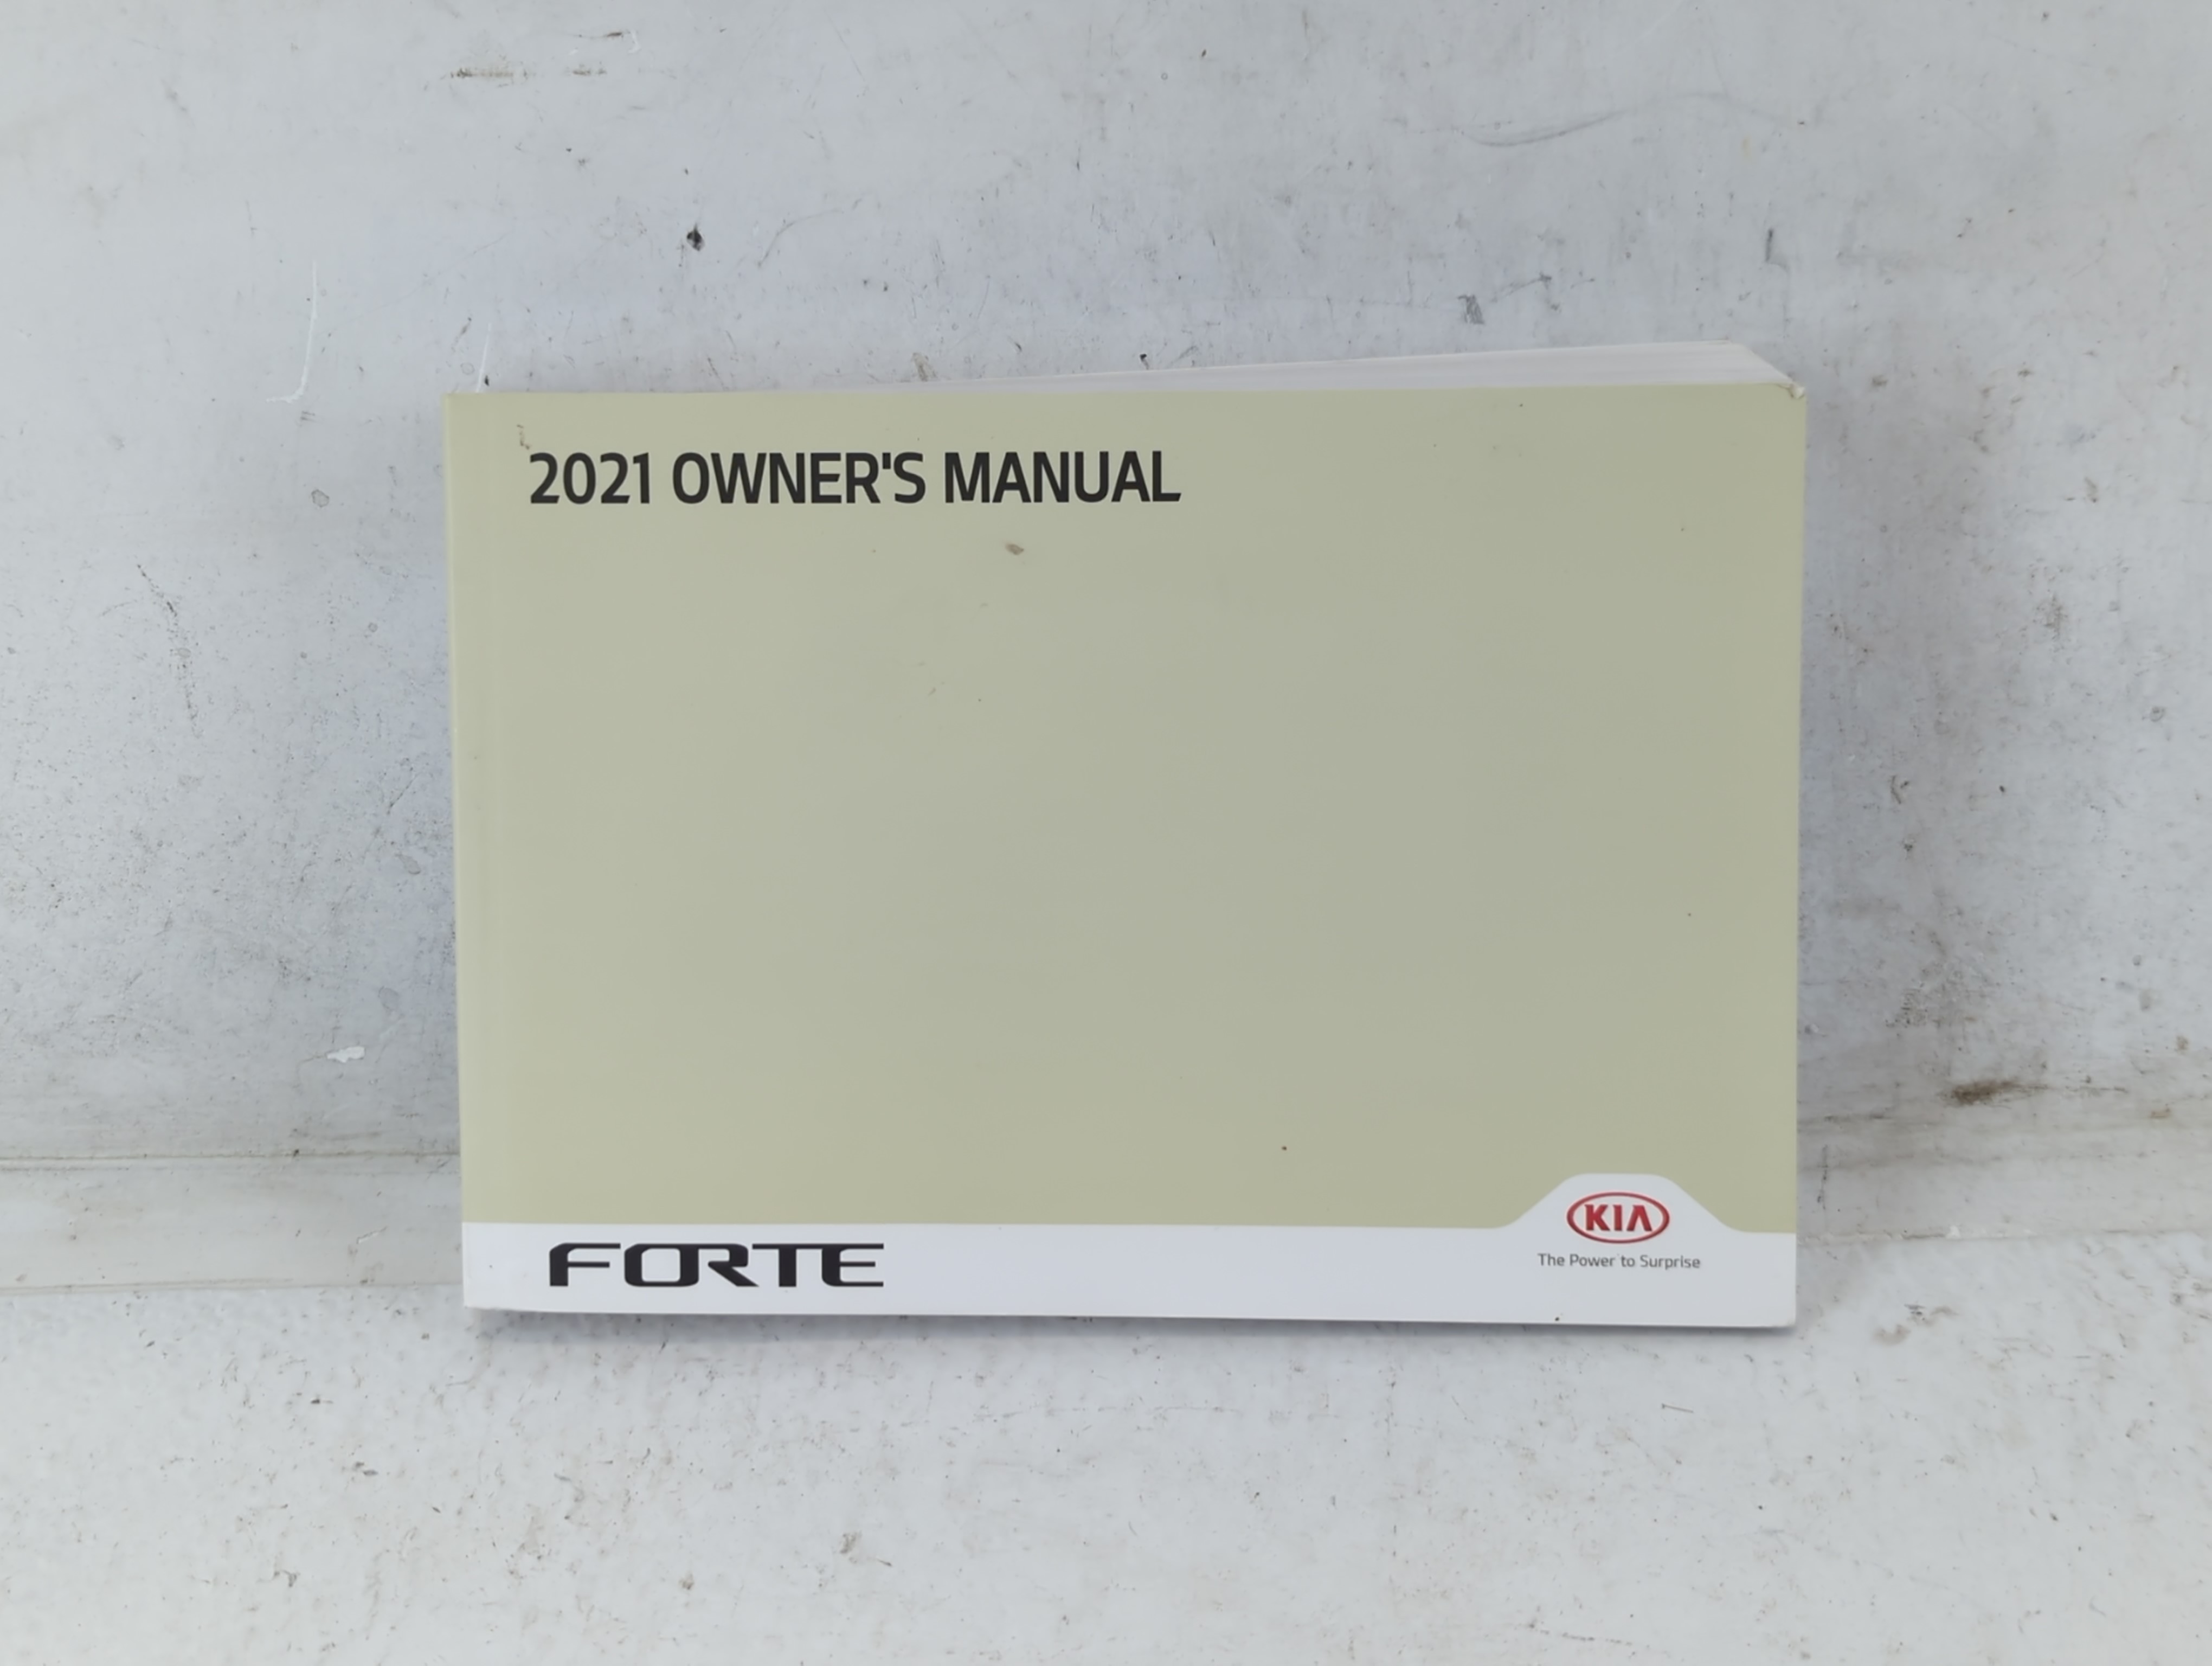 2021 OWNER'S MANUAL
FORTE
KIA
The Power to Surprise